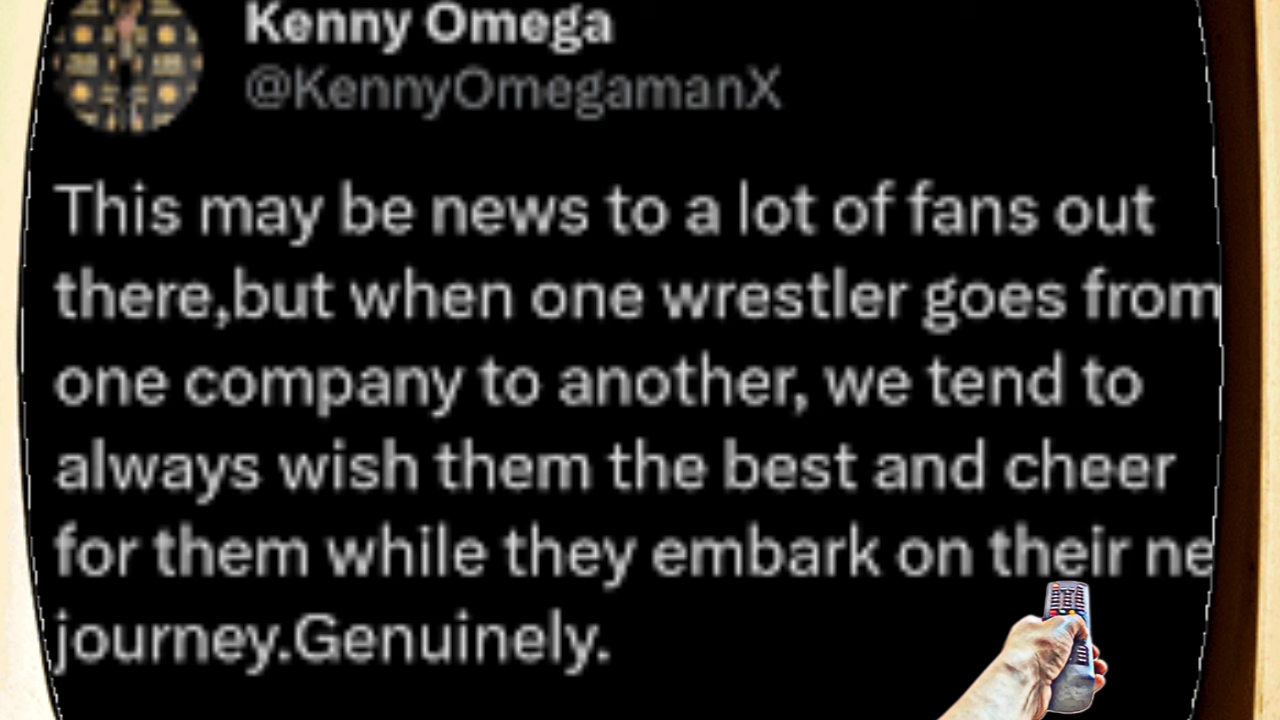 Kenny Omega
@KennyOmegamanX
This may be news to a lot of fans out
there,but when one wrestler goes from
one company to another, we tend to
always wish them the best and cheer
for them while they embark on their ne
journey.Genuinely.